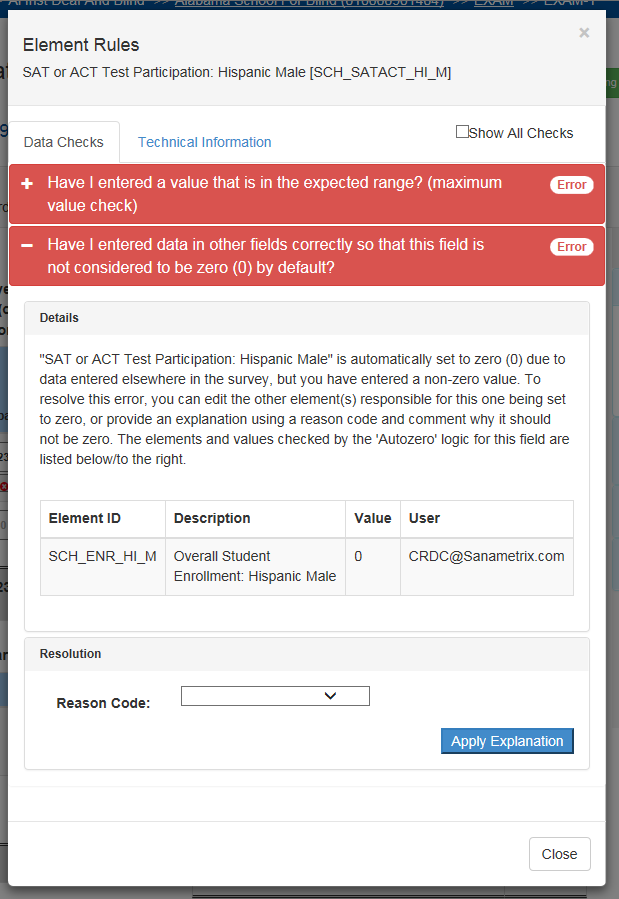 Alabama School For Blind (010000901464) >> EXAM >> EXAM-1
×
Element Rules
SAT or ACT Test Participation: Hispanic Male [SCH_SATACT_HI_M]
Data Checks
Technical Information
Show All Checks
+ Have I entered a value that is in the expected range? (maximum
value check)
Error
− Have I entered data in other fields correctly so that this field is
not considered to be zero (0) by default?
Error
Details
"SAT or ACT Test Participation: Hispanic Male" is automatically set to zero (0) due to
data entered elsewhere in the survey, but you have entered a non-zero value. To
resolve this error, you can edit the other element(s) responsible for this one being set
to zero, or provide an explanation using a reason code and comment why it should
not be zero. The elements and values checked by the 'Autozero' logic for this field are
listed below/to the right.
Element ID Description Value User
SCH_ENR_HI_M Overall Student 0 CRDC@Sanametrix.com
Enrollment: Hispanic Male
Resolution
Reason Code:
Apply Explanation
Close